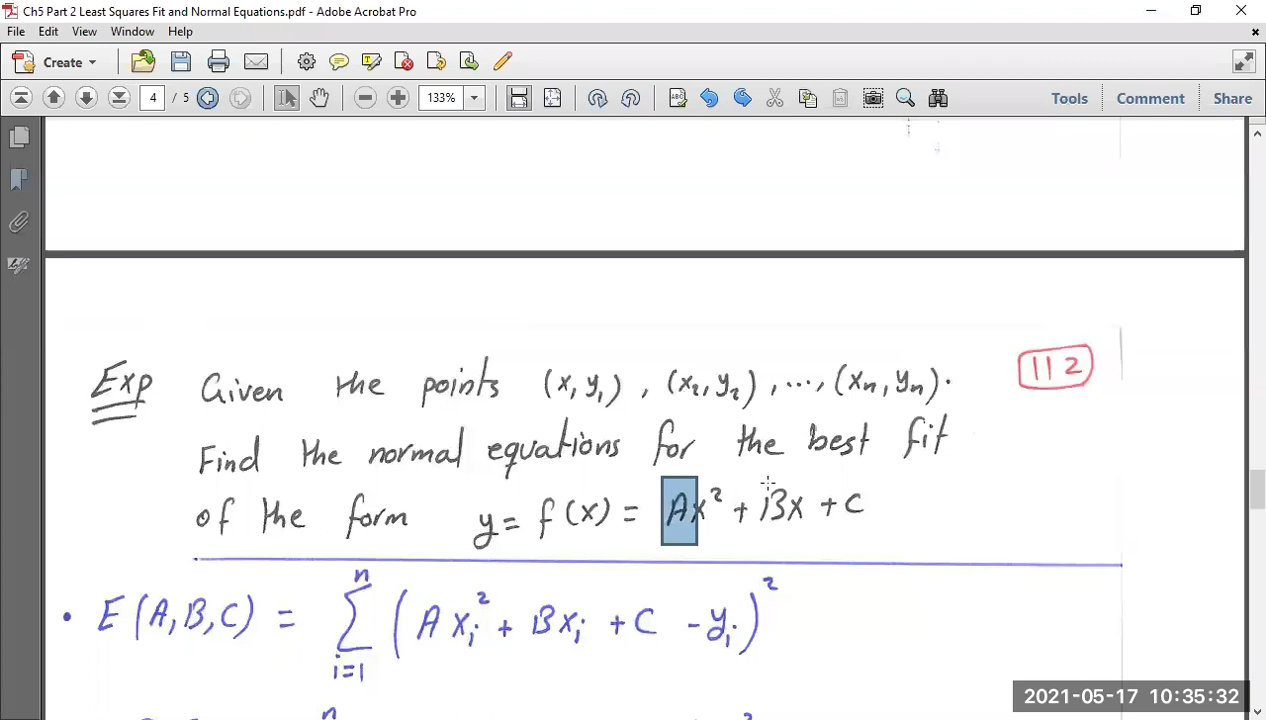 Ch5 Part 2 Least Squares Fit and Normal Equations.pdf - Adobe Acrobat Pro
File Edit View Window Help
Create
4 / 5 133% Tools Comment Share
Exp Given the points (x, y₁) , (x₂, y₂) , ..., (xn, yn).
112
Find the normal equations for the best fit
of the form y = f(x) = Ax² + Bx + C
• E(A,B,C) = ∑ⁿᵢ₌₁ (A xᵢ² + B xᵢ + C - yᵢ)²
2021-05-17 10:35:32